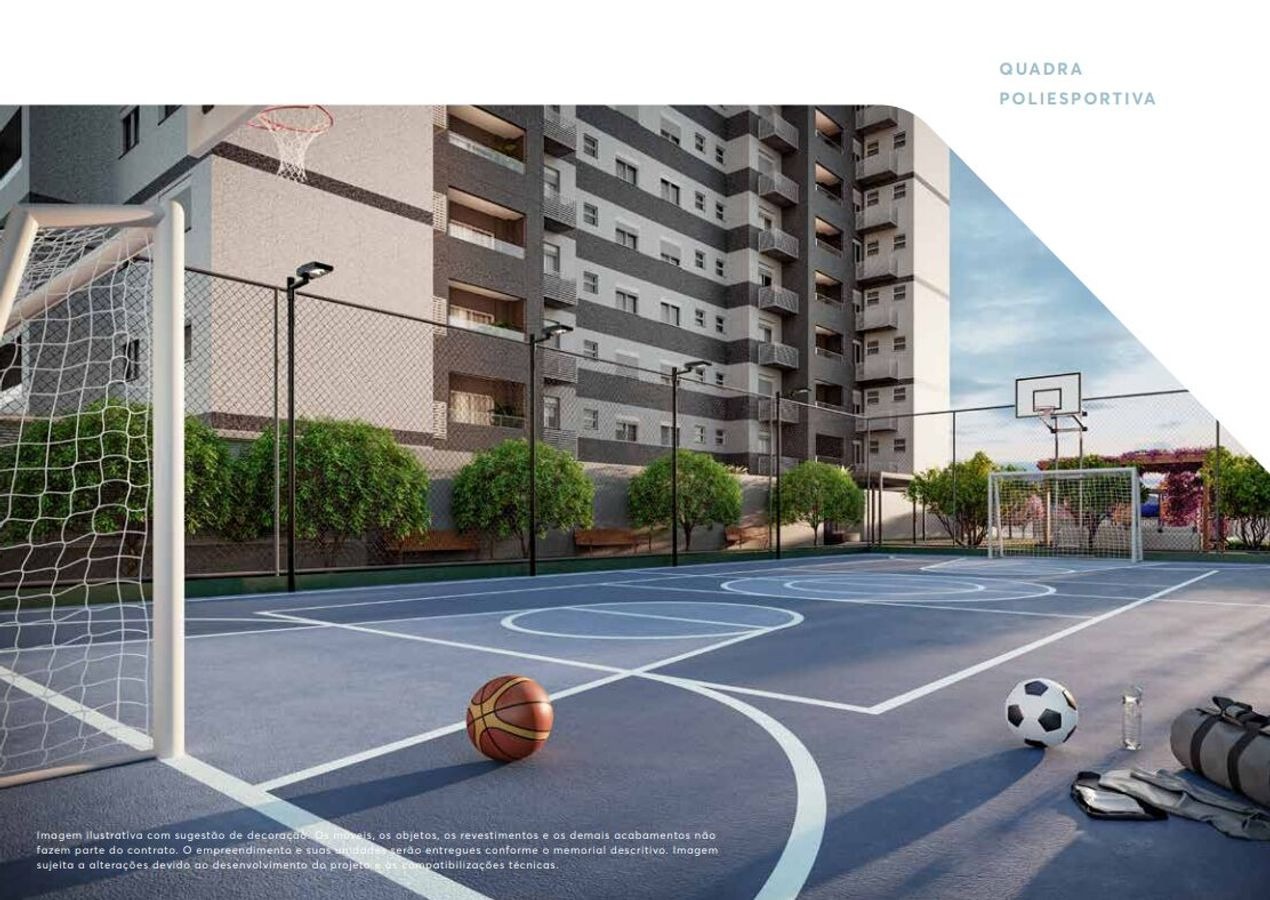 QUADRA
POLIESPORTIVA
Imagem ilustrativa com sugestão de decoração. Os móveis, os objetos, os revestimentos e os demais acabamentos não
fazem parte do contrato. O empreendimento e suas unidades serão entregues conforme o memorial descritivo. Imagem
sujeita a alterações devido ao desenvolvimento do projeto e às compatibilizações técnicas.